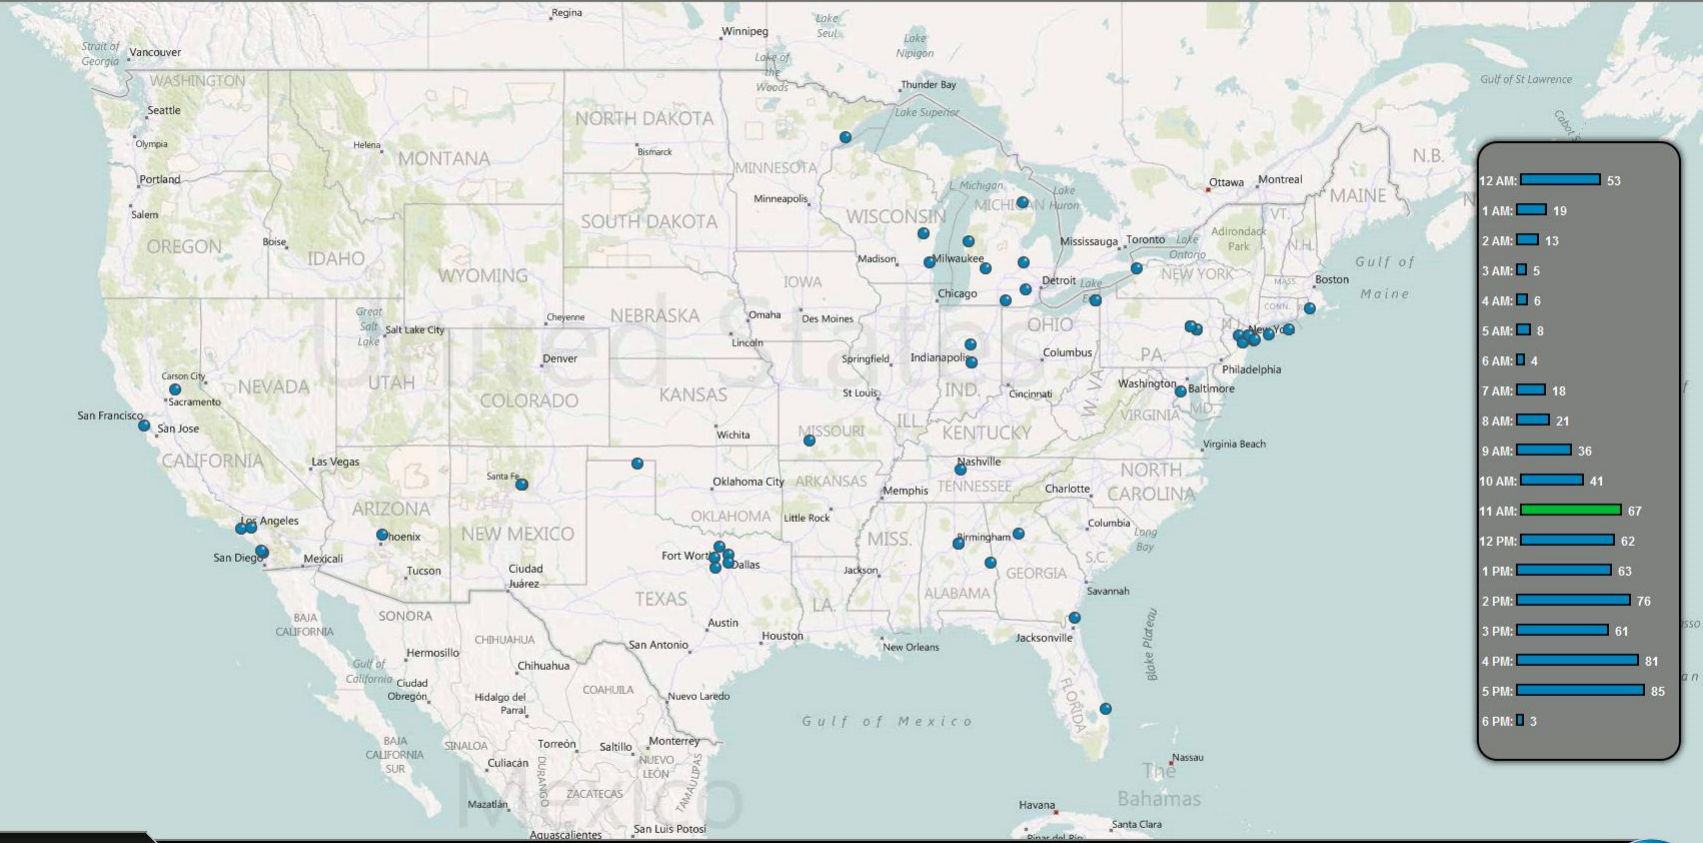 Regina
Lake
Seul
Winnipeg
Lake
Nipigon
Strait of
Georgia
Vancouver
Lake of
the
Woods
Gulf of St Lawrence
WASHINGTON
Thunder Bay
Seattle
NORTH DAKOTA
Lake Superior
Olympia
Helena
MONTANA
Bismarck
MINNESOTA
N.B.
Portland
Ottawa
Montreal
Minneapolis
L. Michigan
Lake
Huron
MICHIGAN
MAINE
Salem
SOUTH DAKOTA
WISCONSIN
VT.
OREGON
Boise
IDAHO
Mississauga
Toronto
Lake
Ontario
Adirondack
Park
N.H.
Madison
Milwaukee
Gulf of
Maine
WYOMING
IOWA
Detroit
NEW YORK
MASS.
Boston
Chicago
Lake
CONN.
Great
Salt
Lake
Salt Lake City
Cheyenne
NEBRASKA
Omaha
Des Moines
OHIO
United States
Lincoln
Denver
Springfield
Indianapolis
Columbus
PA.
Philadelphia
Carson City
NEVADA
UTAH
COLORADO
KANSAS
St Louis
IND.
Cincinnati
W. VA.
Washington
Baltimore
Sacramento
MD.
San Francisco
San Jose
VIRGINIA
Wichita
MISSOURI
ILL.
KENTUCKY
Virginia Beach
CALIFORNIA
Las Vegas
Nashville
Santa Fe
Oklahoma City
ARKANSAS
Memphis
TENNESSEE
Charlotte
NORTH
CAROLINA
ARIZONA
Los Angeles
NEW MEXICO
OKLAHOMA
Little Rock
Columbia
Long
Bay
MISS.
Birmingham
San Diego
Mexicali
Fort Worth
Dallas
S.C.
Tucson
Ciudad
Juárez
Jackson
GEORGIA
Savannah
TEXAS
LA.
ALABAMA
BAJA
CALIFORNIA
SONORA
Austin
Houston
Jacksonville
Blake Plateau
CHIHUAHUA
San Antonio
New Orleans
Hermosillo
Gulf of
California
Chihuahua
Ciudad
Obregón
Hidalgo del
Parral
COAHUILA
Nuevo Laredo
FLORIDA
Gulf of Mexico
BAJA
CALIFORNIA
SUR
SINALOA
Torreón
Saltillo
Monterrey
Culiacán
DURANGO
NUEVO
LEÓN
TAMAULIPAS
Nassau
The
Bahamas
Mexico
Mazatlán
ZACATECAS
Havana
Santa Clara
Aguascalientes
San Luis Potosí
Pinar del Río
12 AM: 53
1 AM: 19
2 AM: 13
3 AM: 5
4 AM: 6
5 AM: 8
6 AM: 4
7 AM: 18
8 AM: 21
9 AM: 36
10 AM: 41
11 AM: 67
12 PM: 62
1 PM: 63
2 PM: 76
3 PM: 61
4 PM: 81
5 PM: 85
6 PM: 3